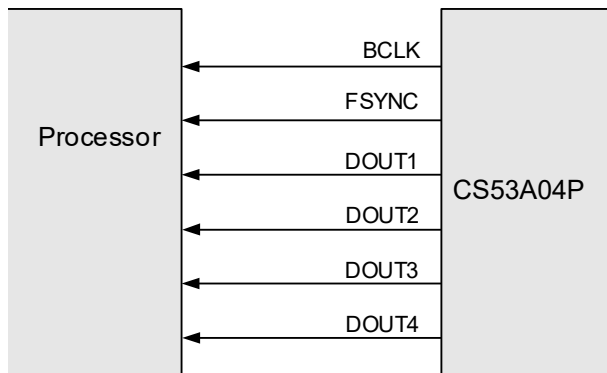 BCLK
FSYNC
Processor
DOUT1
CS53A04P
DOUT2
DOUT3
DOUT4